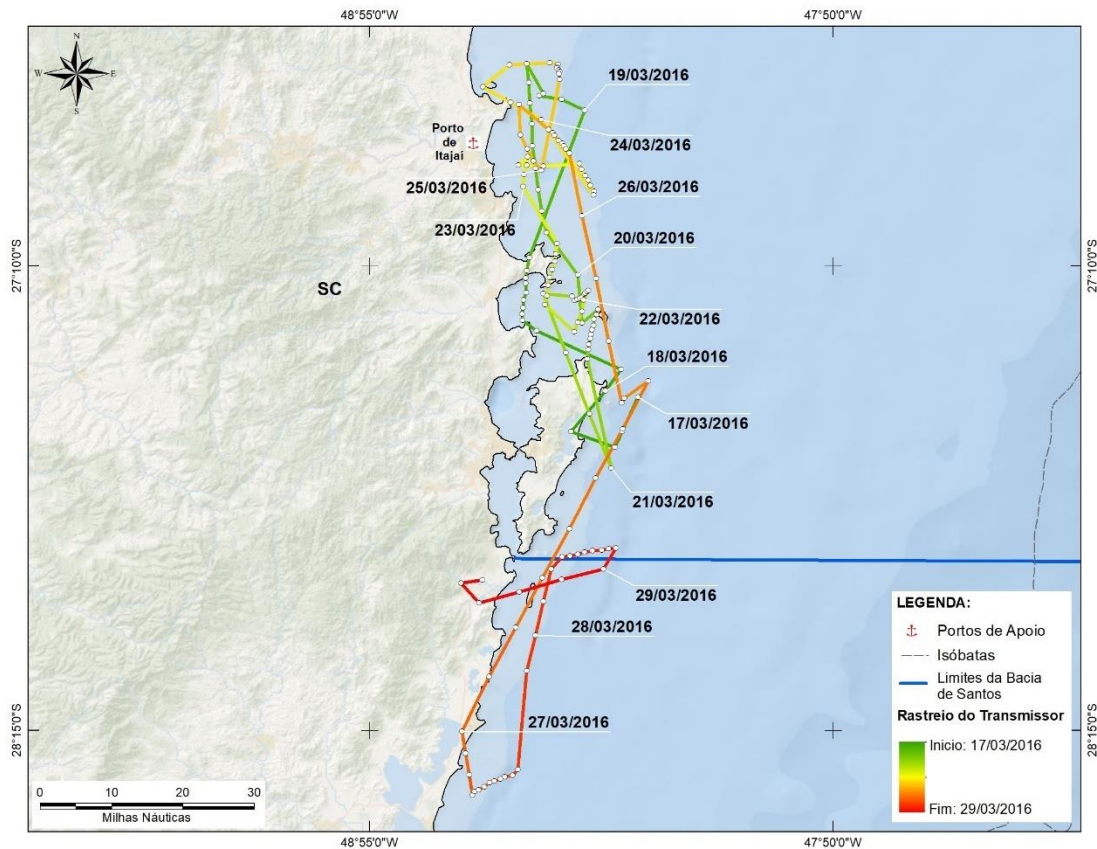 48°55'0"W
47°50'0"W
N
W
E
S
19/03/2016
Porto
de
Itajaí
24/03/2016
25/03/2016
26/03/2016
23/03/2016
20/03/2016
27°10'0"S
27°10'0"S
SC
22/03/2016
18/03/2016
17/03/2016
21/03/2016
29/03/2016
28/03/2016
LEGENDA:
Portos de Apoio
Isóbatas
Limites da Bacia
de Santos
Rastreio do Transmissor
Inicio: 17/03/2016
Fim: 29/03/2016
27/03/2016
28°15'0"S
28°15'0"S
0 10 20 30
Milhas Náuticas
48°55'0"W
47°50'0"W